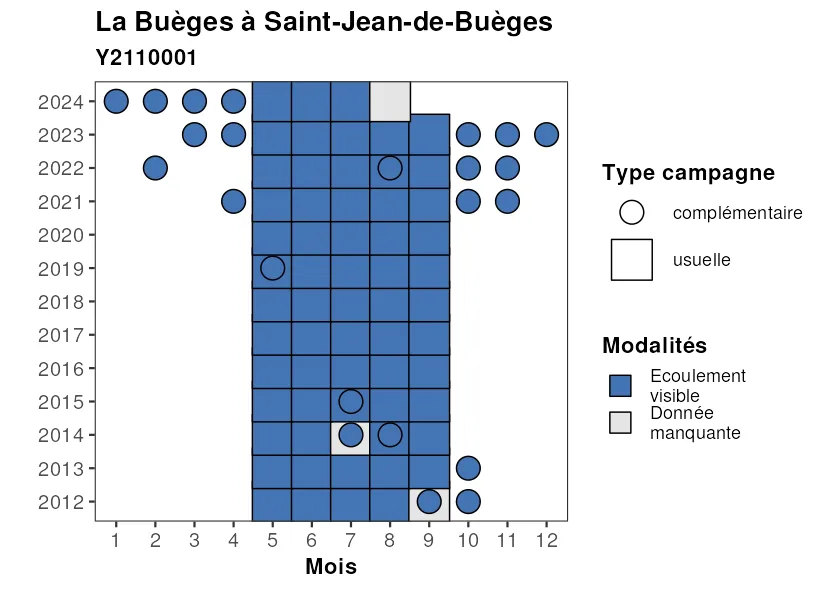 La Buèges à Saint-Jean-de-Buèges
Y2110001
2024
2023
2022
2021
2020
2019
2018
2017
2016
2015
2014
2013
2012
1 2 3 4 5 6 7 8 9 10 11 12
Mois
Type campagne
complémentaire
usuelle
Modalités
Ecoulement
visible
Donnée
manquante